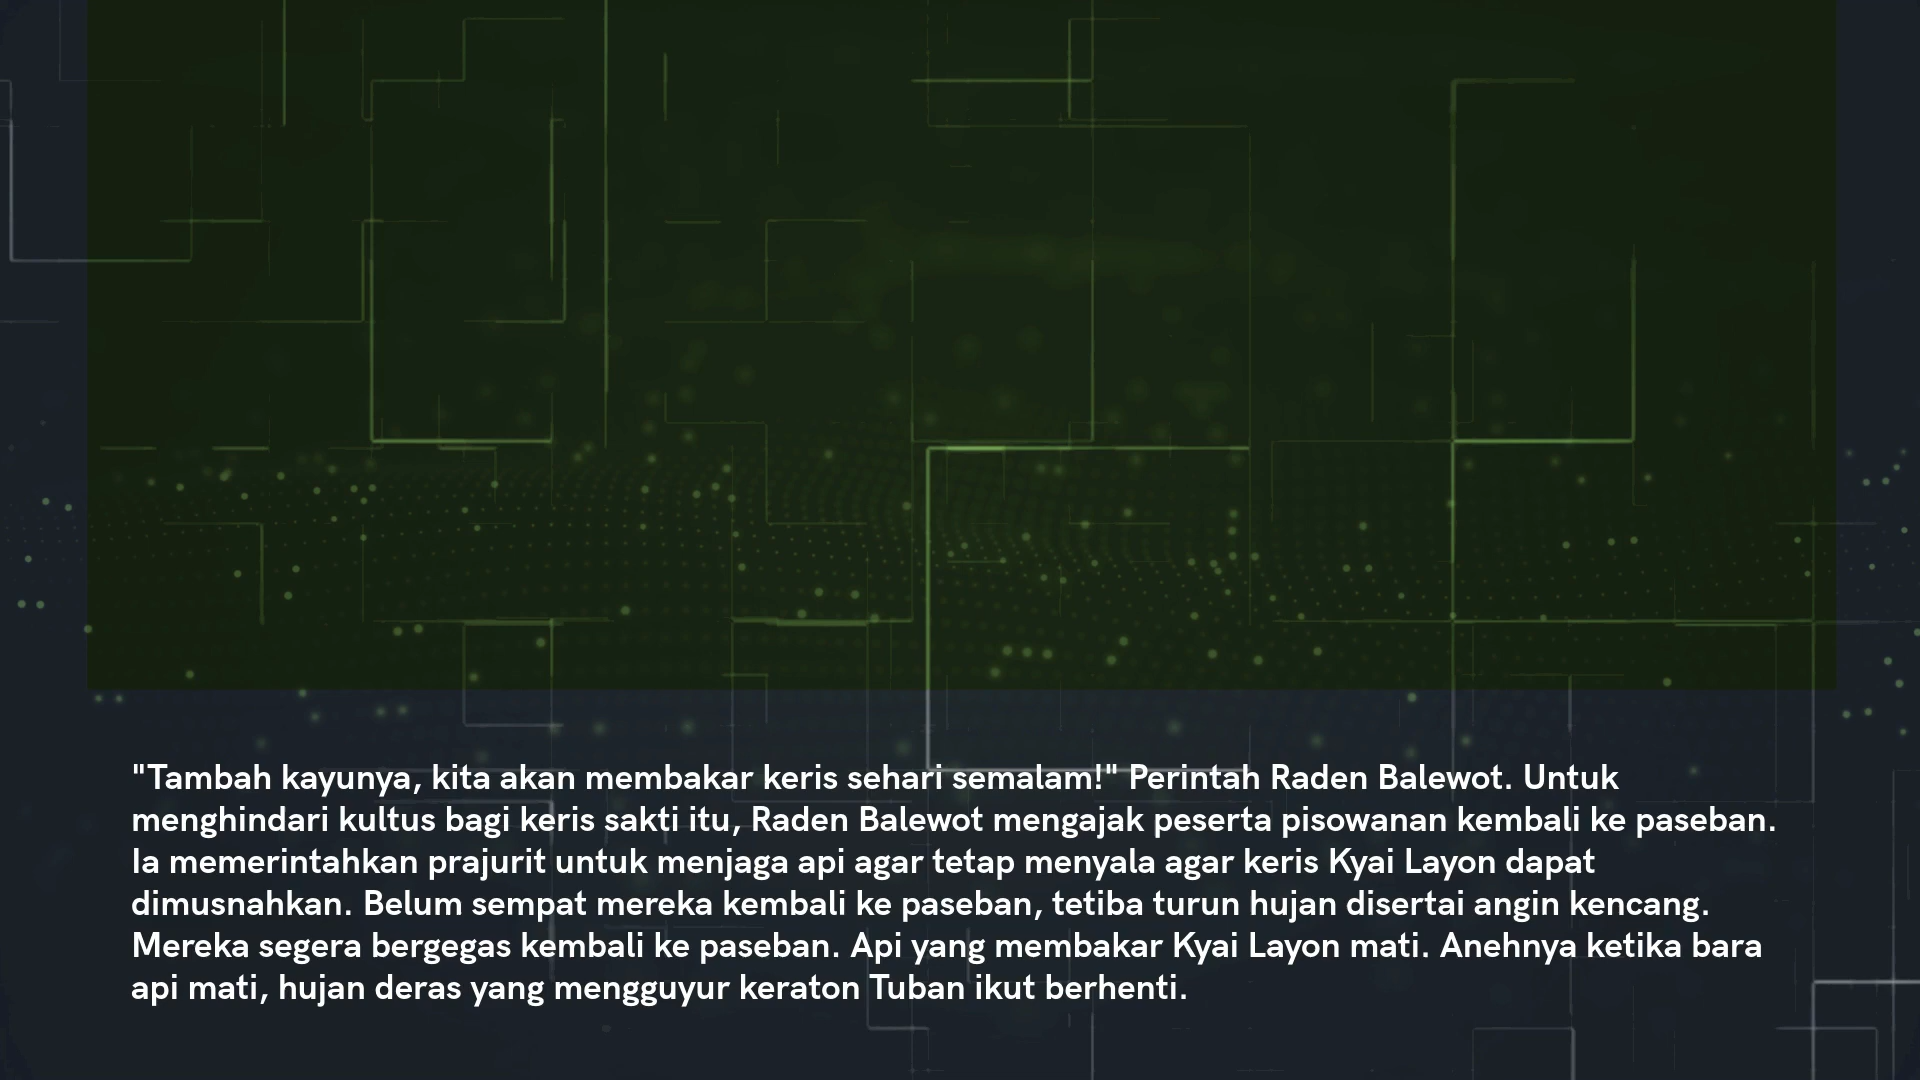 "Tambah kayunya, kita akan membakar keris sehari semalam!" Perintah Raden Balewot. Untuk
menghindari kultus bagi keris sakti itu, Raden Balewot mengajak peserta pisowanan kembali ke paseban.
Ia memerintahkan prajurit untuk menjaga api agar tetap menyala agar keris Kyai Layon dapat
dimusnahkan. Belum sempat mereka kembali ke paseban, tetiba turun hujan disertai angin kencang.
Mereka segera bergegas kembali ke paseban. Api yang membakar Kyai Layon mati. Anehnya ketika bara
api mati, hujan deras yang mengguyur keraton Tuban ikut berhenti.